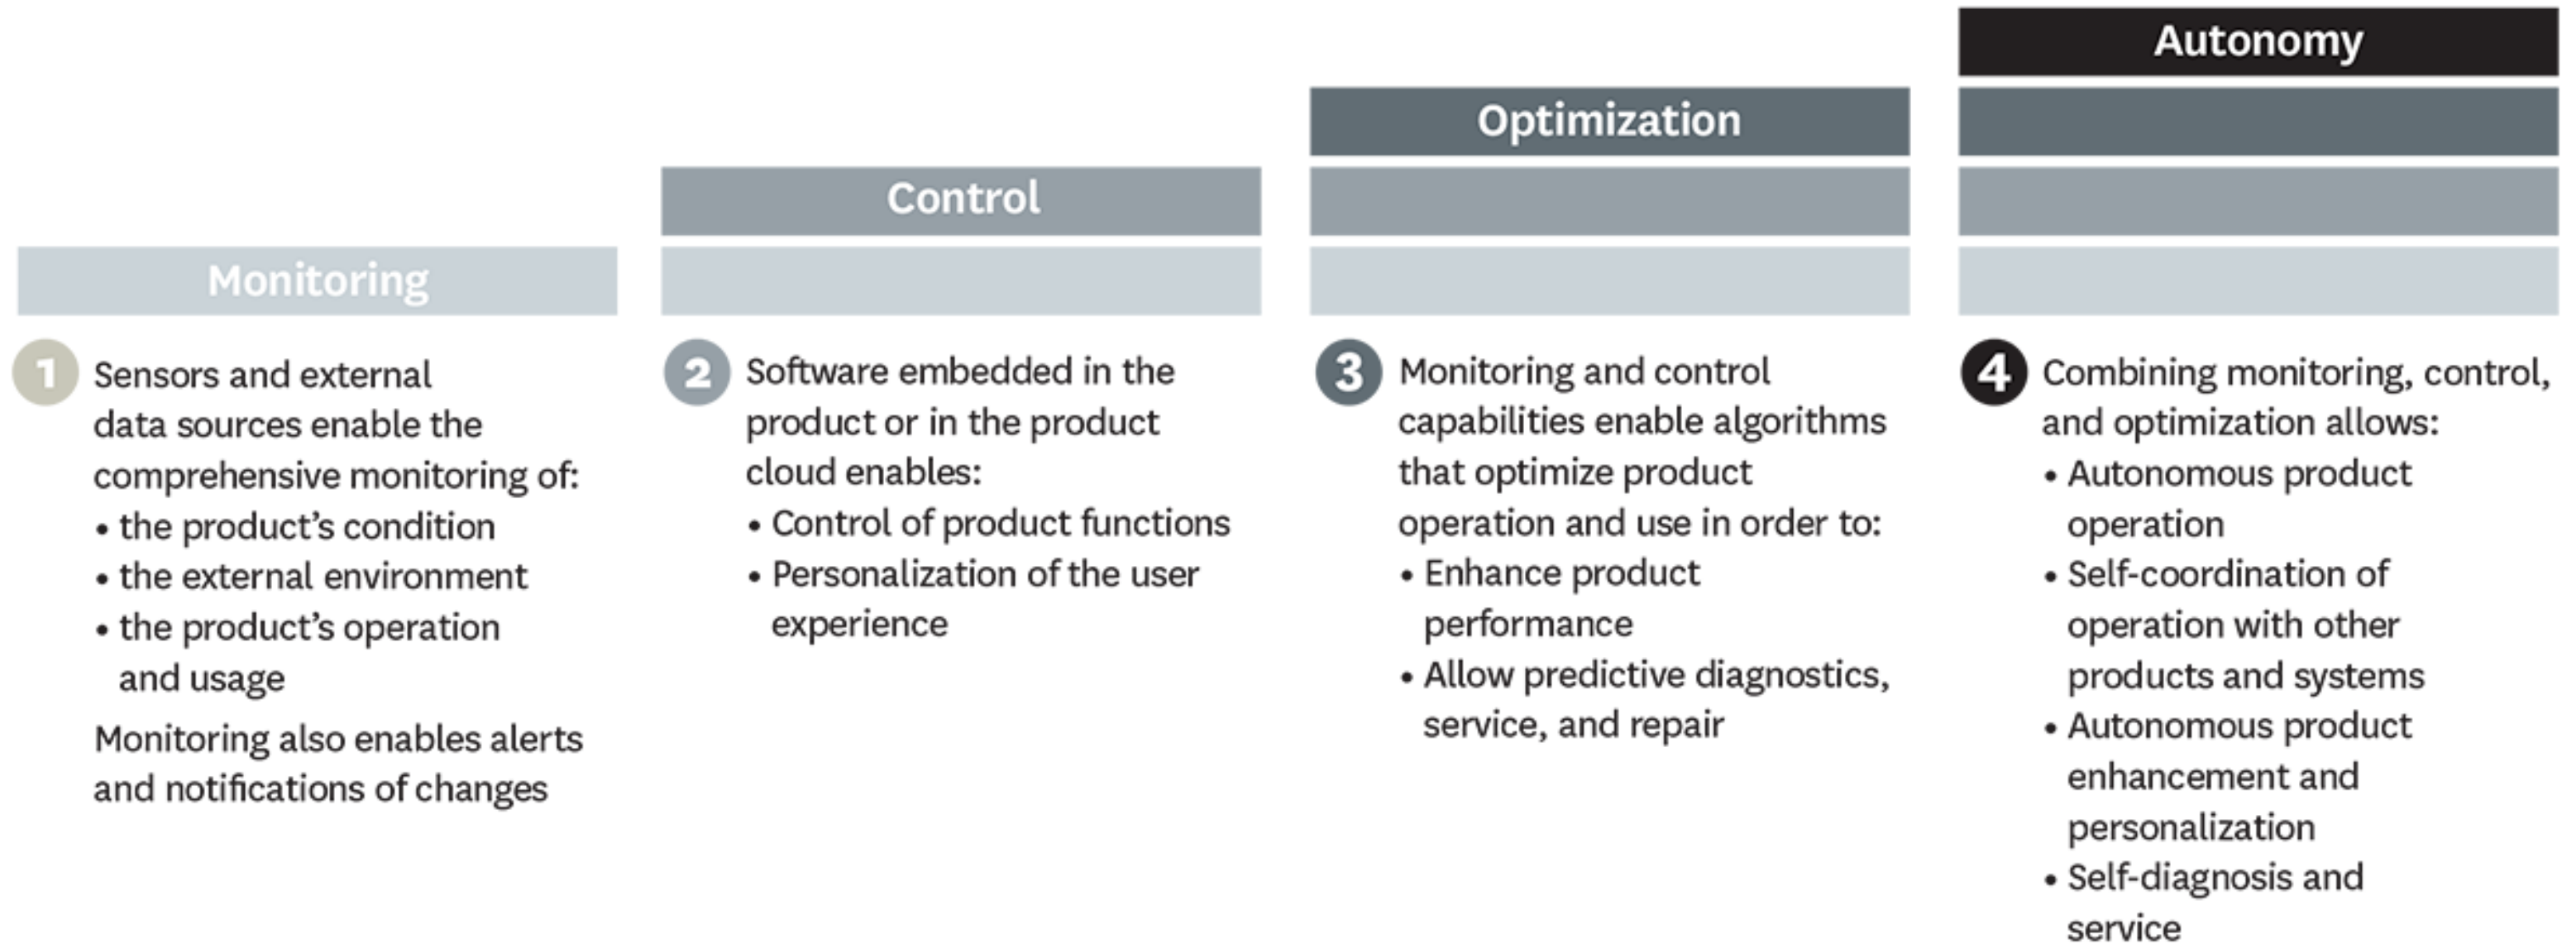 Monitoring
1
Sensors and external
data sources enable the
comprehensive monitoring of:
• the product’s condition
• the external environment
• the product’s operation
and usage
Monitoring also enables alerts
and notifications of changes
Control
2
Software embedded in the
product or in the product
cloud enables:
• Control of product functions
• Personalization of the user
experience
Optimization
3
Monitoring and control
capabilities enable algorithms
that optimize product
operation and use in order to:
• Enhance product
performance
• Allow predictive diagnostics,
service, and repair
Autonomy
4
Combining monitoring, control,
and optimization allows:
• Autonomous product
operation
• Self-coordination of
operation with other
products and systems
• Autonomous product
enhancement and
personalization
• Self-diagnosis and
service